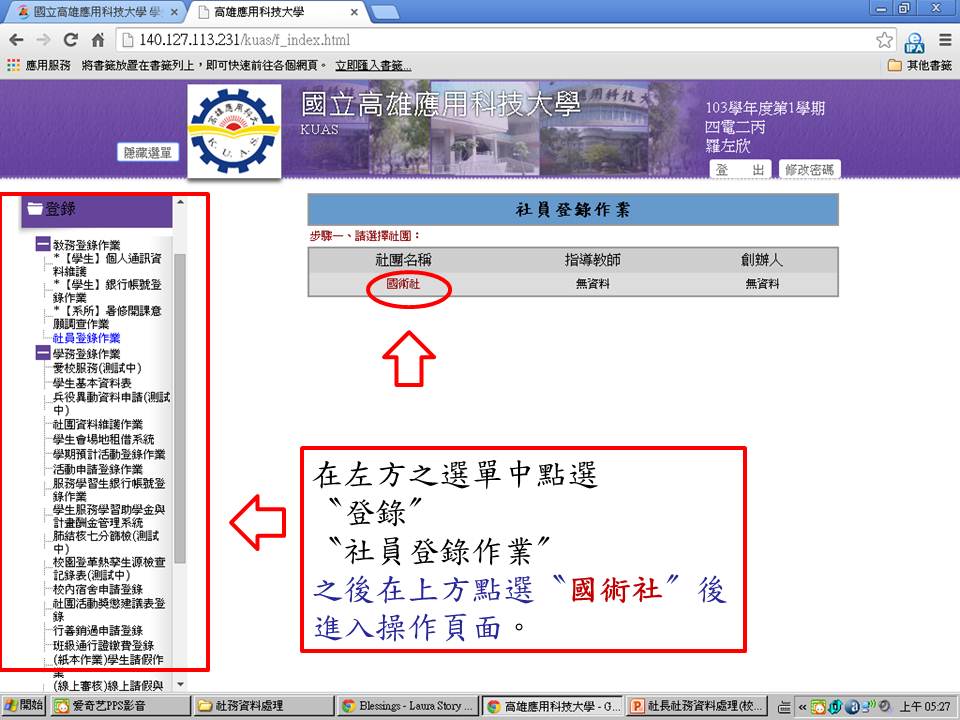 國立高雄應用科技大學 學
高雄應用科技大學
140.127.113.231/kuas/f_index.html
應用服務 將書籤放置在書籤列上，即可快速前往各個網頁。 立即匯入書籤...
其他書籤
國立高雄應用科技大學
KUAS
隱藏選單
103學年度第1學期
四電二丙
羅左欣
登 出 修改密碼
登錄
教務登錄作業
*【學生】個人通訊資
料維護
*【學生】銀行帳號登
錄作業
*【系所】暑修開課意
願調查作業
社員登錄作業
學務登錄作業
愛校服務(測試中)
學生基本資料表
兵役異動資料申請(測試
中)
社團資料維護作業
學生會場地租借系統
學期預計活動登錄作業
活動申請登錄作業
服務學習生銀行帳號登
錄作業
學生服務學習助學金與
計畫酬金管理系統
肺結核七分篩檢(測試
中)
校園登革熱孳生源檢查
記錄表(測試中)
校內宿舍申請登錄
社團活動獎懲建議表登
錄
行善銷過申請登錄
班級通行證繳費登錄
(紙本作業)學生請假作
業
(線上審核)線上請假與
社員登錄作業
步驟一、請選擇社團：
社團名稱 指導教師 創辦人
國術社 無資料 無資料
在左方之選單中點選
〝登錄〞
〝社員登錄作業〞
之後在上方點選〝國術社〞後
進入操作頁面。
開始
爱奇艺PPS影音
社務資料處理
Blessings - Laura Story ...
高雄應用科技大學 - G...
社長社務資料處理(校...
上午 05:27